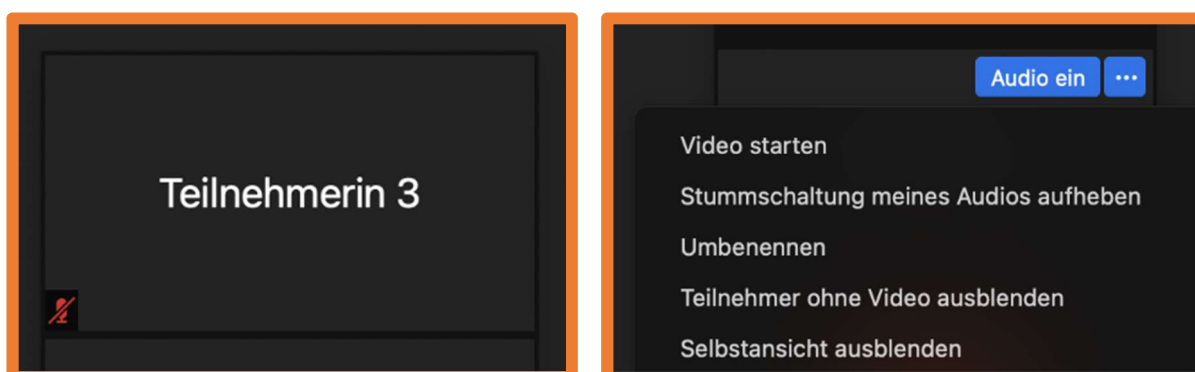 Teilnehmerin 3
Audio ein
Video starten
Stummschaltung meines Audios aufheben
Umbenennen
Teilnehmer ohne Video ausblenden
Selbstansicht ausblenden